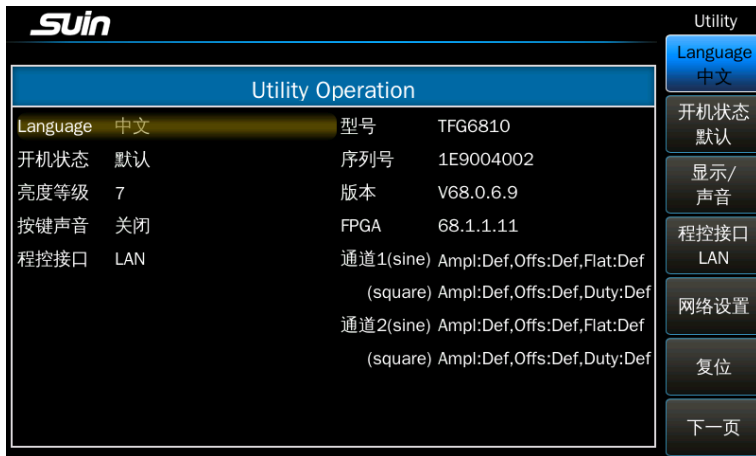 Suin
Utility
Utility Operation
Language 中文 型号 TFG6810
开机状态 默认 序列号 1E9004002
亮度等级 7 版本 V68.0.6.9
按键声音 关闭 FPGA 68.1.1.11
程控接口 LAN 通道1(sine) Ampl:Def,Offs:Def,Flat:Def
(square) Ampl:Def,Offs:Def,Duty:Def
通道2(sine) Ampl:Def,Offs:Def,Flat:Def
(square) Ampl:Def,Offs:Def,Duty:Def
Language
中文
开机状态
默认
显示/
声音
程控接口
LAN
网络设置
复位
下一页